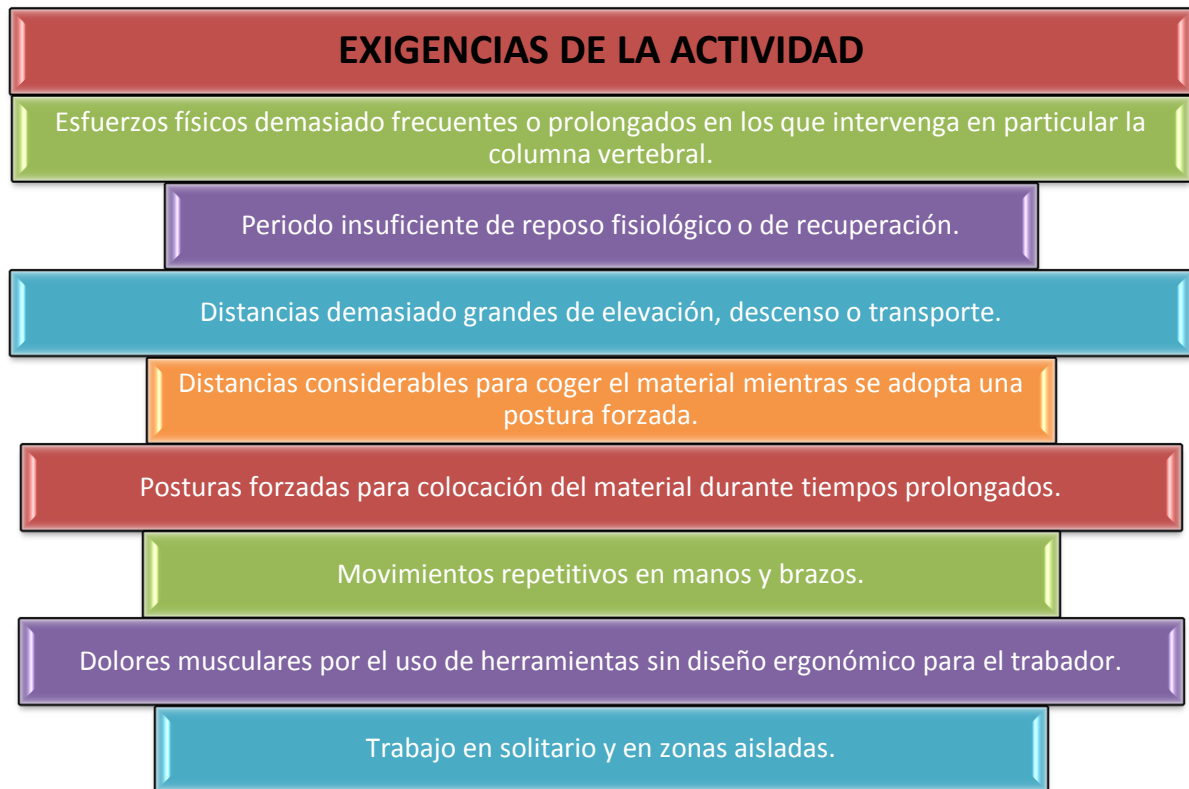 EXIGENCIAS DE LA ACTIVIDAD
Esfuerzos físicos demasiado frecuentes o prolongados en los que intervenga en particular la
columna vertebral.
Periodo insuficiente de reposo fisiológico o de recuperación.
Distancias demasiado grandes de elevación, descenso o transporte.
Distancias considerables para coger el material mientras se adopta una
postura forzada.
Posturas forzadas para colocación del material durante tiempos prolongados.
Movimientos repetitivos en manos y brazos.
Dolores musculares por el uso de herramientas sin diseño ergonómico para el trabador.
Trabajo en solitario y en zonas aisladas.